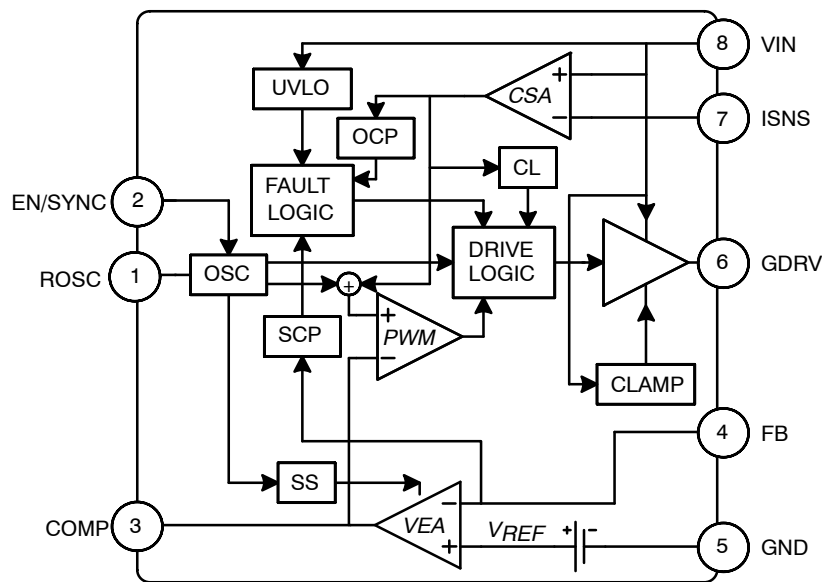 8 VIN
UVLO
CSA
+
−
OCP
7 ISNS
CL
FAULT
LOGIC
EN/SYNC 2
DRIVE
LOGIC
ROSC 1
OSC
+
6 GDRV
SCP
+
PWM
−
CLAMP
4 FB
SS
−
COMP 3
VEA
VREF
+ −
+
5 GND